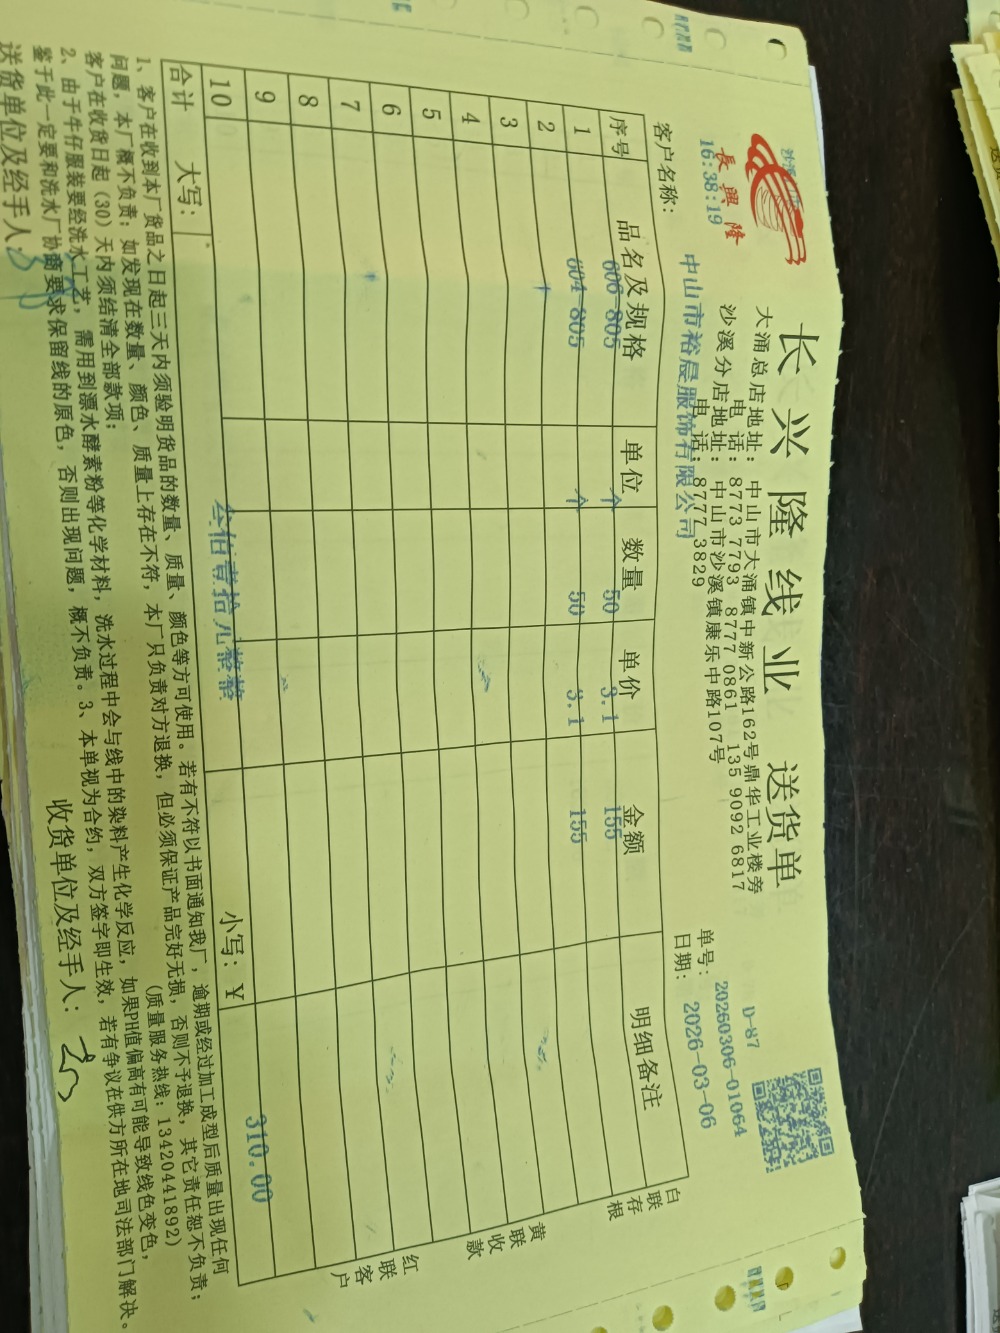 長興隆
16:38:19
长兴隆线业 送货单
大涌总店地址：中山市大涌镇中新公路162号鼎华工业楼旁
电话：8773 7793 8777 0861 135 9092 6817
沙溪分店地址：中山市沙溪镇康乐中路107号
电话：8777 3829
D-87
单号：20260306-01064
客户名称：中山市裕晨服饰有限公司
日期：2026-03-06
序号 品名及规格 单位 数量 单价 金额 明细备注
606-805 个 50 3.1 155
1 604-805 个 50 3.1 155
2
3
4
5
6
7
8
9
10
合计 大写：叁佰壹拾元整整 小写：￥ 310.00
白联存根
黄联收款
红联客户
1、客户在收到本厂货品之日起三天内须验明货品的数量、质量、颜色等方可使用。若有不符以书面通知我厂，逾期或经过加工成型后质量出现任何
问题，本厂概不负责；如发现在数量、颜色、质量上存在不符，本厂只负责对方退换，但必须保证产品完好无损，否则不予退换，其它责任恕不负责；
客户在收货日起（30）天内须结清全部款项； （质量服务热线：13420441892）
2、由于牛仔服装要经洗水工艺，需用到漂水酵素粉等化学材料，洗水过程中会与线中的染料产生化学反应，如果PH值偏高有可能导致线色变色，
鉴于此一定要和洗水厂协商要求保留线的原色，否则出现问题，概不负责。3、本单视为合约，双方签字即生效，若有争议在供方所在地司法部门解决。
送货单位及经手人：
收货单位及经手人：